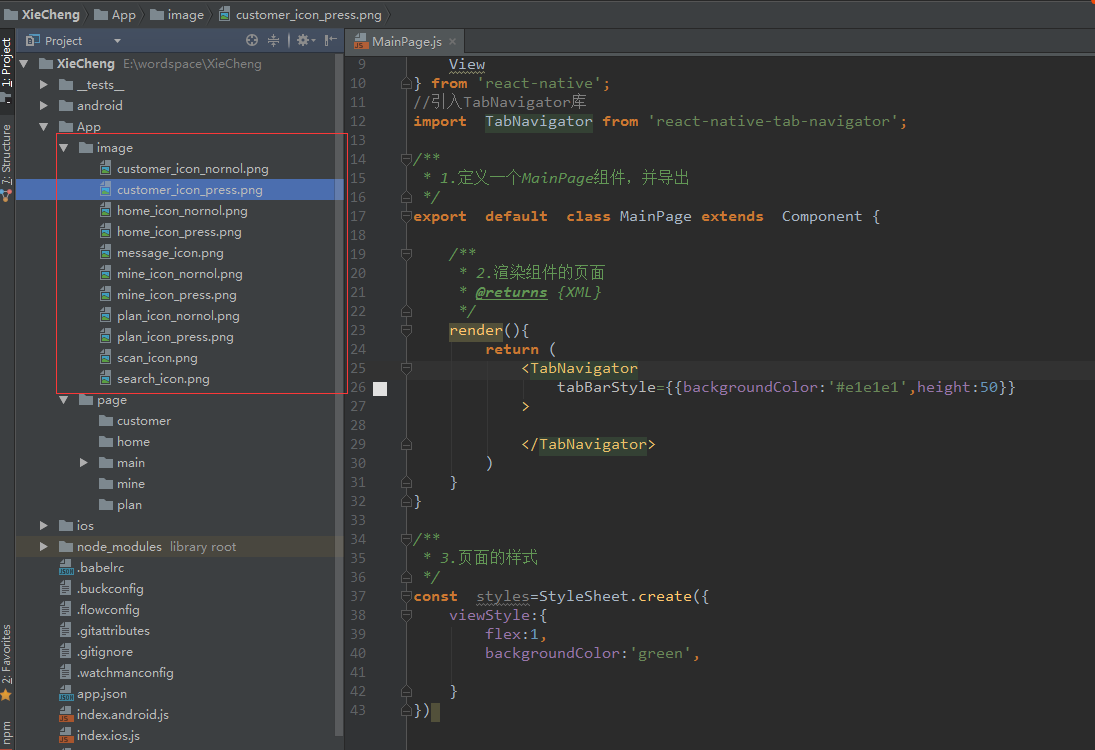 XieCheng App image customer_icon_press.png
Project
MainPage.js
1: Project
7: Structure
2: Favorites
npm
XieCheng E:\wordspace\XieCheng
__tests__
android
App
image
customer_icon_nornol.png
customer_icon_press.png
home_icon_nornol.png
home_icon_press.png
message_icon.png
mine_icon_nornol.png
mine_icon_press.png
plan_icon_nornol.png
plan_icon_press.png
scan_icon.png
search_icon.png
page
customer
home
main
mine
plan
ios
node_modules library root
.babelrc
.buckconfig
.flowconfig
.gitattributes
.gitignore
.watchmanconfig
app.json
index.android.js
index.ios.js
9 View
10 } from 'react-native';
11 //引入TabNavigator库
12 import TabNavigator from 'react-native-tab-navigator';
13
14 /**
15 * 1.定义一个MainPage组件，并导出
16 */
17 export default class MainPage extends Component {
18
19 /**
20 * 2.渲染组件的页面
21 * @returns {XML}
22 */
23 render(){
24 return (
25 <TabNavigator
26 tabBarStyle={{backgroundColor:'#e1e1e1',height:50}}
27 >
28
29 </TabNavigator>
30 )
31 }
32 }
33
34 /**
35 * 3.页面的样式
36 */
37 const styles=StyleSheet.create({
38 viewStyle:{
39 flex:1,
40 backgroundColor:'green',
41
42 }
43 })